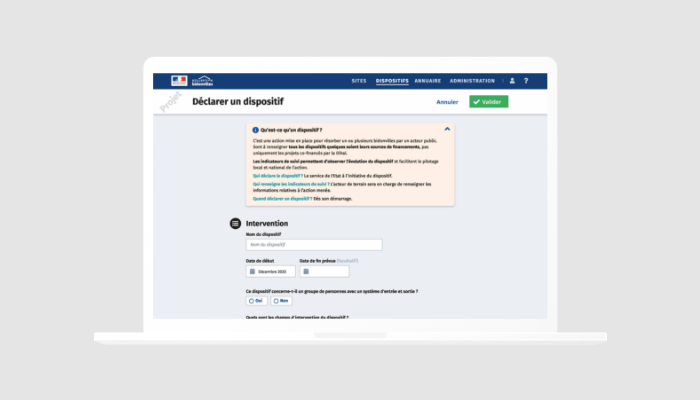 SITES DISPOSITIFS ANNUAIRE ADMINISTRATION ?
bidonvilles
Projet
Déclarer un dispositif
Annuler
Valider
Qu'est-ce qu'un dispositif ?
C'est une action mise en place pour résorber un ou plusieurs bidonvilles par un acteur public.
Sont à renseigner tous les dispositifs quelques soient leurs sources de financements, pas
uniquement les projets co-financés par la Dihal.
Les indicateurs de suivi permettent d'observer l'évolution du dispositif et facilitent le pilotage
local et national de l'action.
Qui déclare le dispositif ? Le service de l'Etat à l'initiative du dispositif.
Qui renseigne les indicateurs de suivi ? L'acteur de terrain sera en charge de renseigner les
informations relatives à l'action menée.
Quand déclarer un dispositif ? Dès son démarrage.
Intervention
Nom du dispositif
Nom du dispositif
Date de début Date de fin prévue (facultatif)
Décembre 2020
Ce dispositif concerne-t-il un groupe de personnes avec un système d'entrée et sortie ?
Oui Non
Quels sont les champs d'intervention du dispositif ?